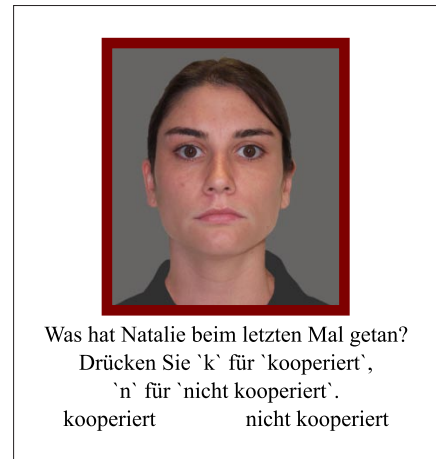 Was hat Natalie beim letzten Mal getan?
Drücken Sie `k` für `kooperiert`,
`n` für `nicht kooperiert`.
kooperiert nicht kooperiert